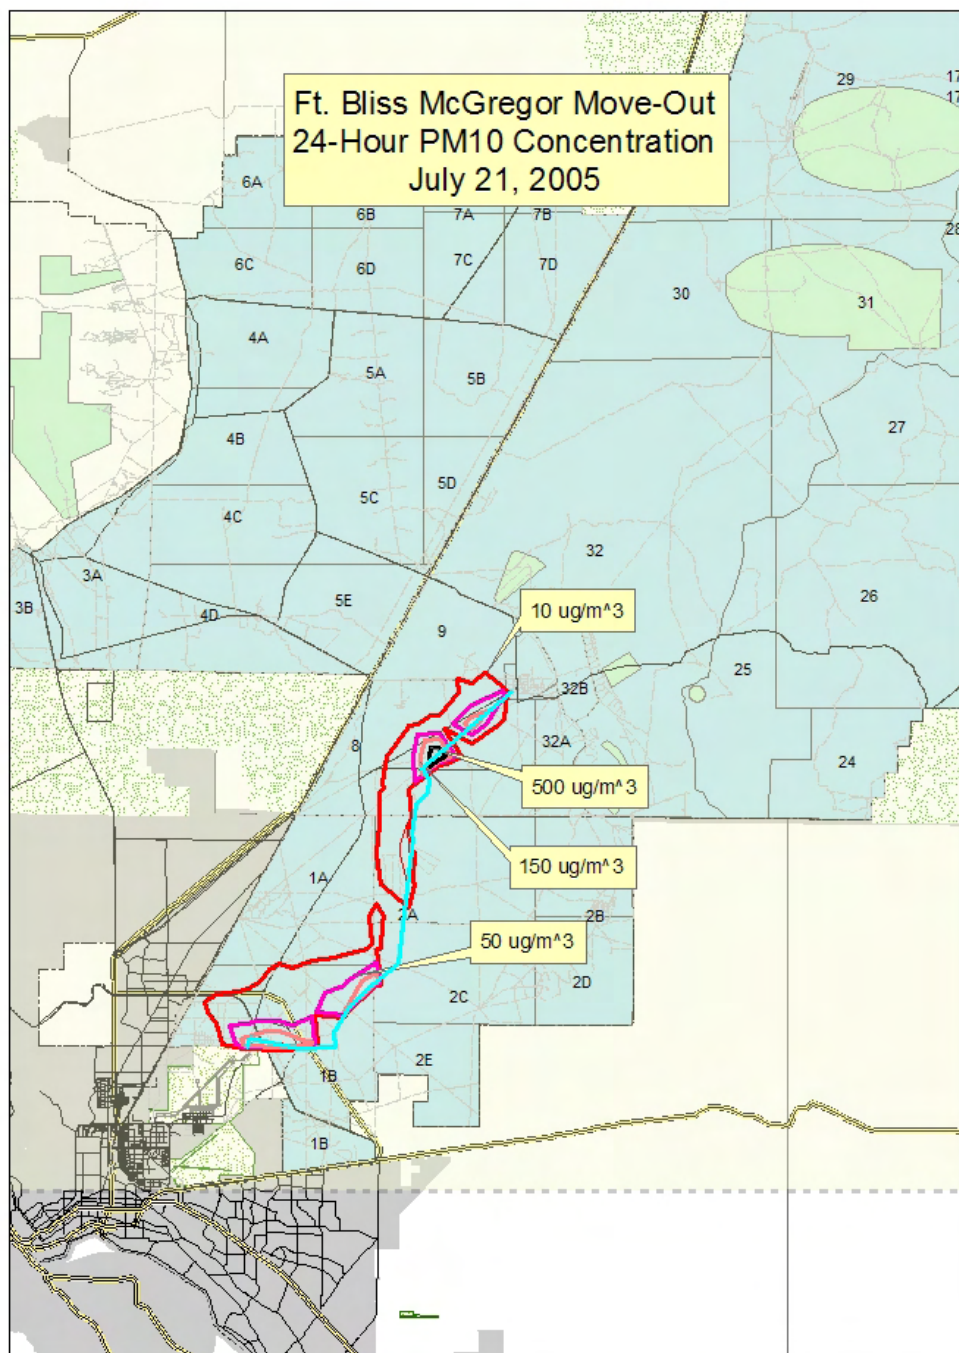 29
17
17
Ft. Bliss McGregor Move-Out
24-Hour PM10 Concentration
July 21, 2005
6A
6B
7A
7B
28
6C
6D
7C
7D
30
31
4A
5A
5B
4B
27
5C
5D
4C
32
3A
3B
4D
5E
26
10 ug/m^3
9
25
32B
8
32A
24
500 ug/m^3
1A
150 ug/m^3
2A
2B
50 ug/m^3
2C
2D
2E
1B
1B